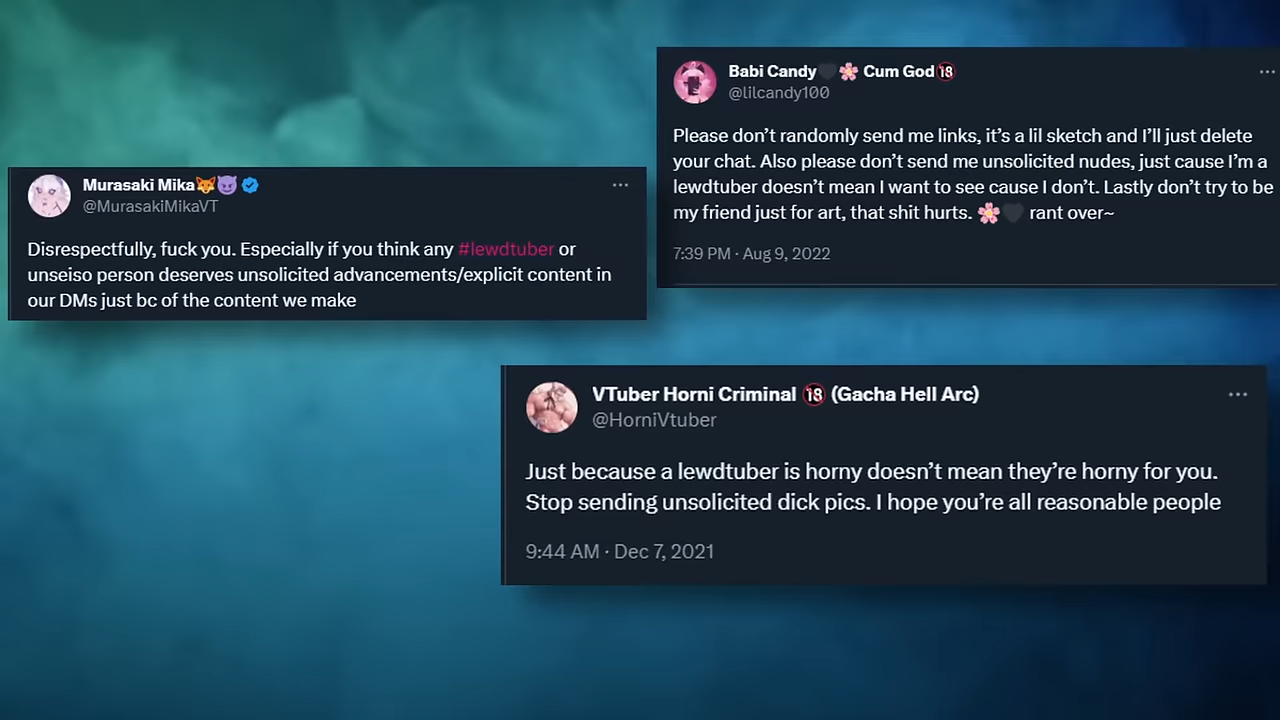 Murasaki Mika🦊😈
@MurasakiMikaVT
Disrespectfully, fuck you. Especially if you think any #lewdtuber or
unseiso person deserves unsolicited advancements/explicit content in
our DMs just bc of the content we make
Babi Candy🖤🌸 Cum God🔞
@lilcandy100
Please don’t randomly send me links, it’s a lil sketch and I’ll just delete
your chat. Also please don’t send me unsolicited nudes, just cause I’m a
lewdtuber doesn’t mean I want to see cause I don’t. Lastly don’t try to be
my friend just for art, that shit hurts. 🌸🖤 rant over~
7:39 PM · Aug 9, 2022
VTuber Horni Criminal 🔞 (Gacha Hell Arc)
@HorniVtuber
Just because a lewdtuber is horny doesn’t mean they’re horny for you.
Stop sending unsolicited dick pics. I hope you’re all reasonable people
9:44 AM · Dec 7, 2021